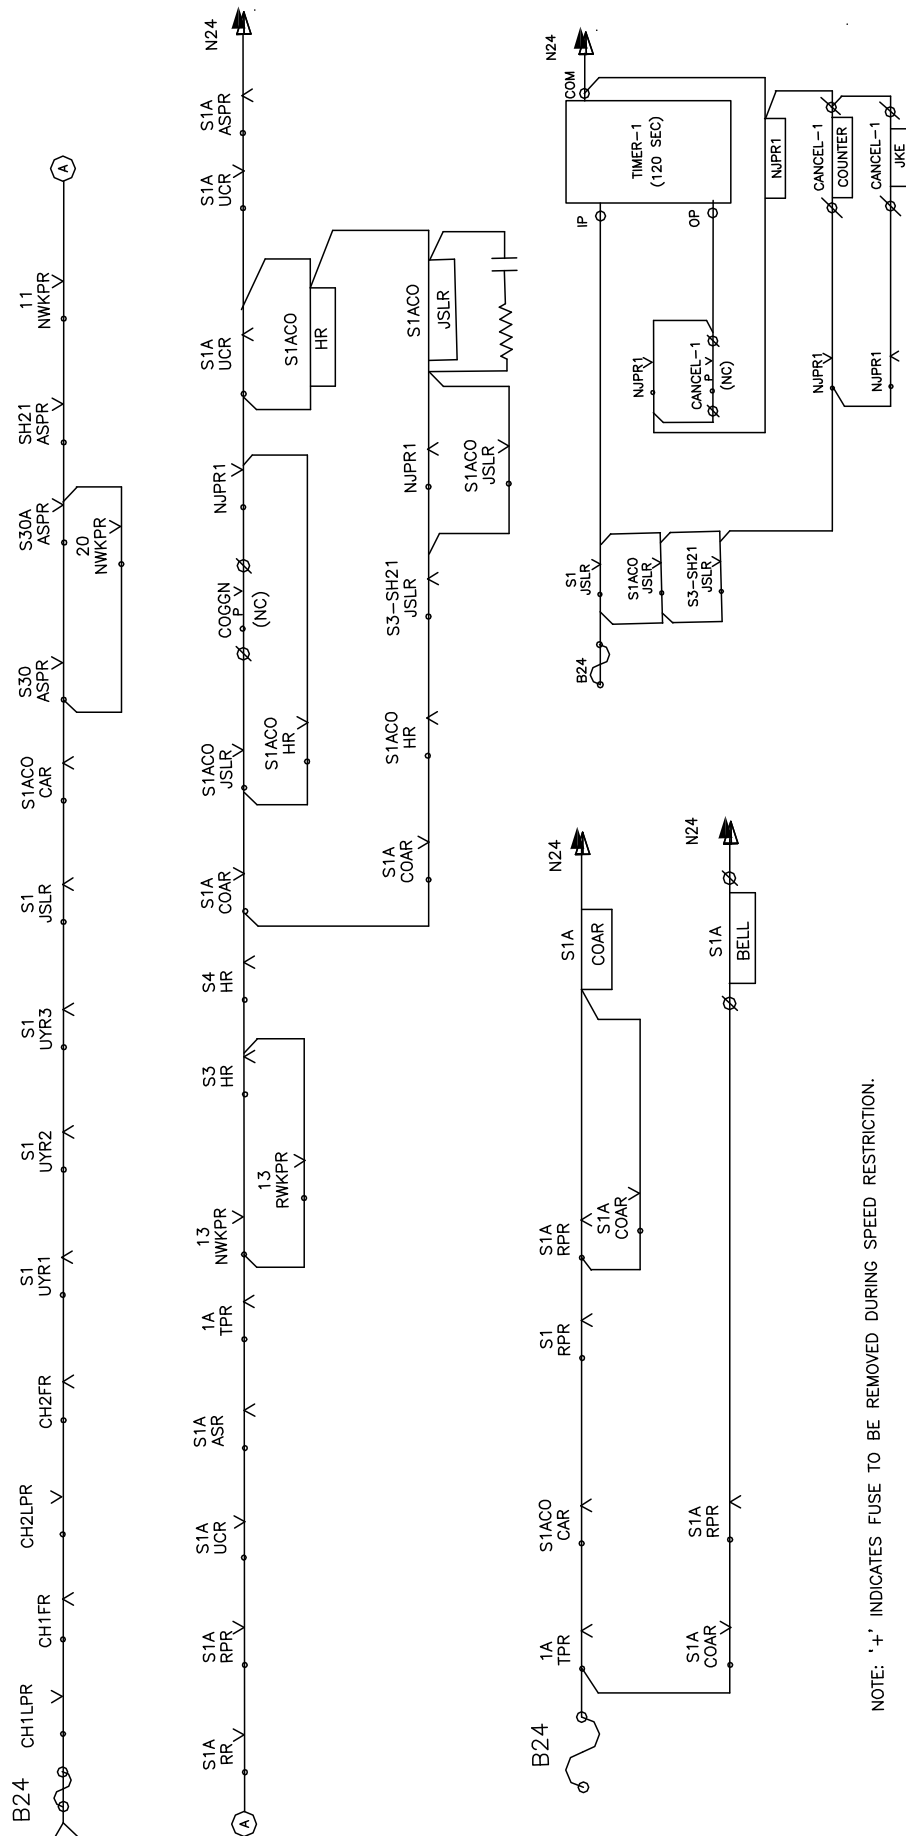 B24
CH1LPR
CH1FR
CH2LPR
CH2FR
S1
UYR1
S1
UYR2
S1
UYR3
S1
JSLR
S1ACO
CAR
S30
ASPR
20
NWKPR
S30A
ASPR
SH21
ASPR
11
NWKPR
A
A
S1A
RR
S1A
RPR
S1A
UCR
S1A
ASR
1A
TPR
13
NWKPR
13
RWKPR
S3
HR
S4
HR
S1A
COAR
S1ACO
JSLR
S1ACO
HR
COGGN
P
(NC)
NJPR1
S1A
UCR
S1ACO
HR
S1A
UCR
S1A
ASPR
N24
S1A
COAR
S1ACO
HR
S3-SH21
JSLR
NJPR1
S1ACO
JSLR
S1ACO
JSLR
B24
1A
TPR
S1ACO
CAR
S1
RPR
S1A
RPR
S1A
COAR
S1A
COAR
N24
S1A
COAR
S1A
RPR
S1A
BELL
N24
B24
S1
JSLR
S1ACO
JSLR
S3-SH21
JSLR
NJPR1
CANCEL-1
P
(NC)
IP
OP
TIMER-1
(120 SEC)
COM
N24
NJPR1
NJPR1
CANCEL-1
COUNTER
NJPR1
CANCEL-1
JKE
NOTE: '+' INDICATES FUSE TO BE REMOVED DURING SPEED RESTRICTION.